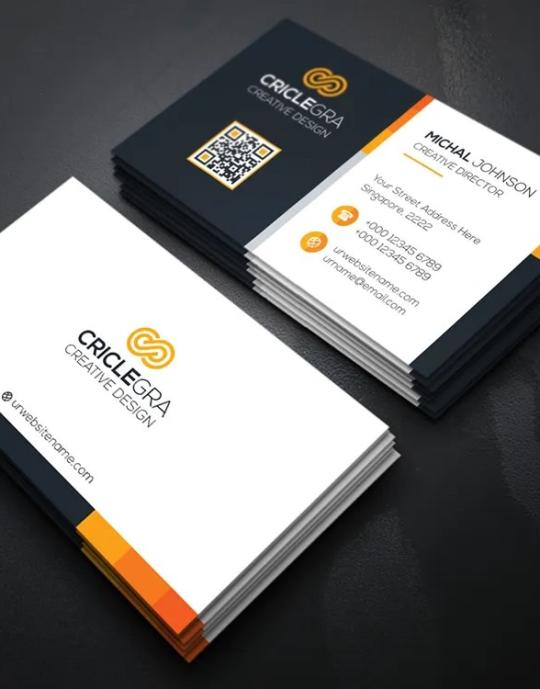 CRICLEGRA
CREATIVE DESIGN
MICHAL JOHNSON
CREATIVE DIRECTOR
Your Street Address Here
Singapore, 2222
+000 12345 6789
+000 12345 6789
urwebsitename.com
urname@email.com
CRICLEGRA
CREATIVE DESIGN
urwebsitename.com